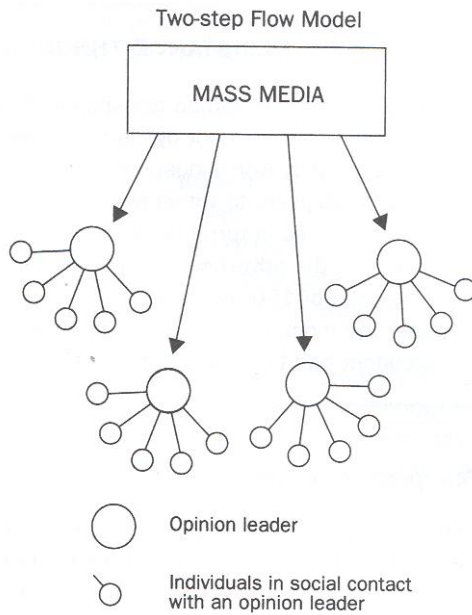 Two-step Flow Model
MASS MEDIA
Opinion leader
Individuals in social contact
with an opinion leader